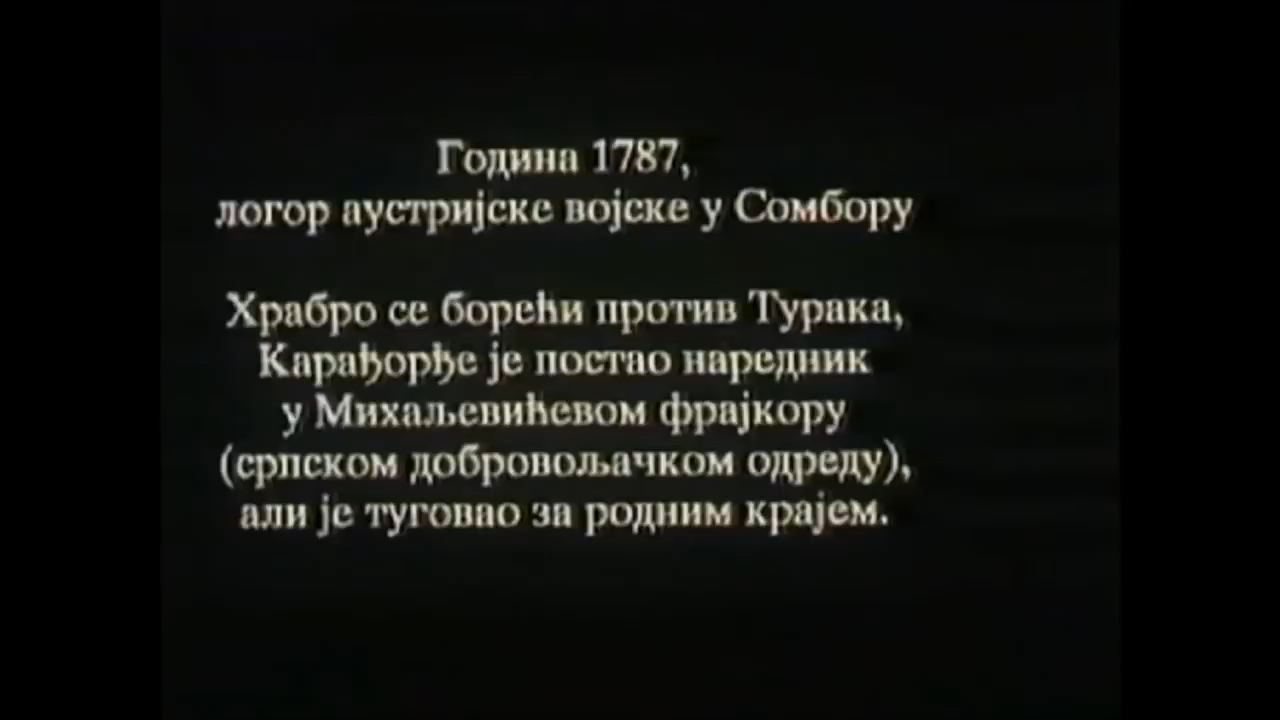 Година 1787,
логор аустријске војске у Сомбору
Храбро се борећи против Турака,
Карађорђе је постао наредник
у Михаљевићевом фрајкору
(српском добровољачком одреду),
али је туговао за родним крајем.